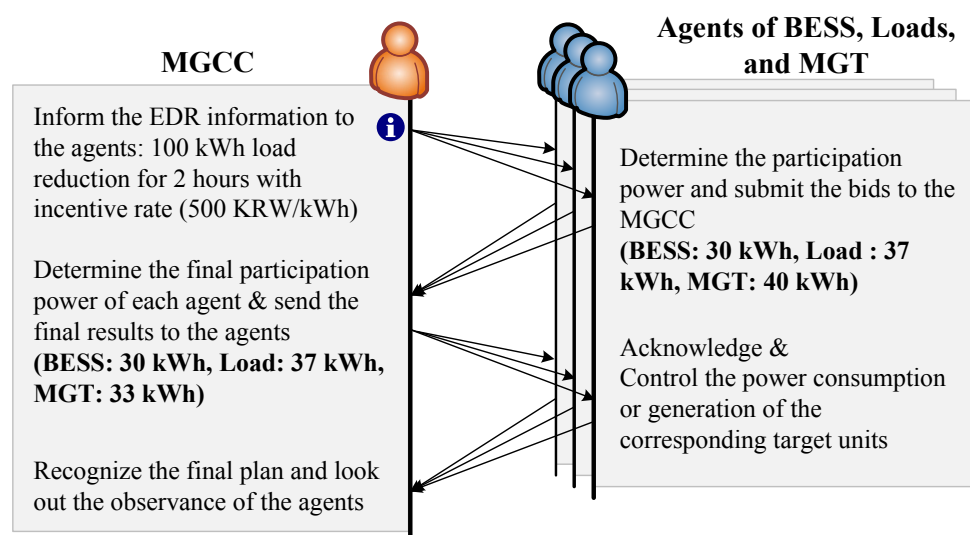 MGCC
Inform the EDR information to
the agents: 100 kWh load
reduction for 2 hours with
incentive rate (500 KRW/kWh)
Determine the final participation
power of each agent & send the
final results to the agents
(BESS: 30 kWh, Load: 37 kWh,
MGT: 33 kWh)
Recognize the final plan and look
out the observance of the agents
i
Agents of BESS, Loads,
and MGT
Determine the participation
power and submit the bids to the
MGCC
(BESS: 30 kWh, Load : 37
kWh, MGT: 40 kWh)
Acknowledge &
Control the power consumption
or generation of the
corresponding target units